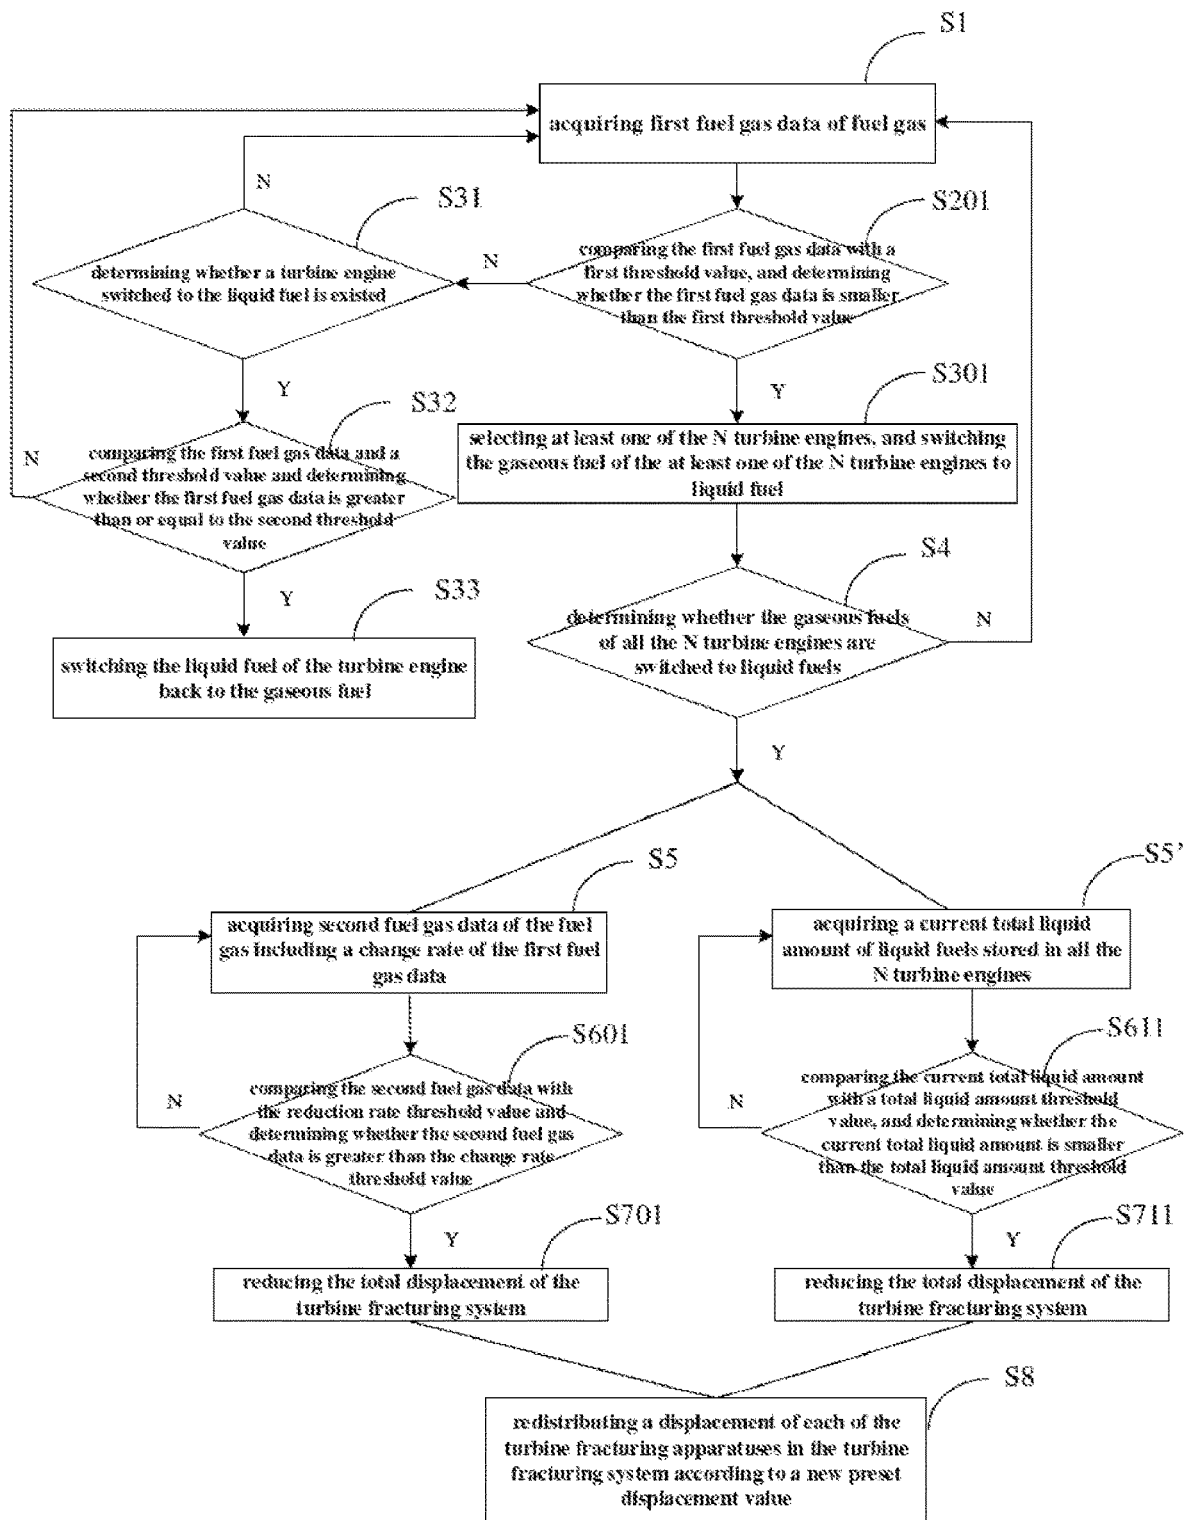 S1
acquiring first fuel gas data of fuel gas
N
S31
S201
determining whether a turbine engine
switched to the liquid fuel is existed
N
comparing the first fuel gas data with a
first threshold value, and determining
whether the first fuel gas data is smaller
than the first threshold value
Y
S32
Y
S301
N
comparing the first fuel gas data and a
second threshold value and determining
whether the first fuel gas data is greater
than or equal to the second threshold
value
selecting at least one of the N turbine engines, and switching
the gaseous fuel of the at least one of the N turbine engines to
liquid fuel
Y
S33
S4
switching the liquid fuel of the turbine engine
back to the gaseous fuel
determining whether the gaseous fuels
of all the N turbine engines are
switched to liquid fuels
N
Y
S5
S5’
acquiring second fuel gas data of the fuel
gas including a change rate of the first fuel
gas data
acquiring a current total liquid
amount of liquid fuels stored in all the
N turbine engines
S601
S611
N
comparing the second fuel gas data with
the reduction rate threshold value and
determining whether the second fuel gas
data is greater than the change rate
threshold value
N
comparing the current total liquid amount
with a total liquid amount threshold
value, and determining whether the
current total liquid amount is smaller
than the total liquid amount threshold
value
Y
S701
Y
S711
reducing the total displacement of the
turbine fracturing system
reducing the total displacement of the
turbine fracturing system
S8
redistributing a displacement of each of the
turbine fracturing apparatuses in the turbine
fracturing system according to a new preset
displacement value